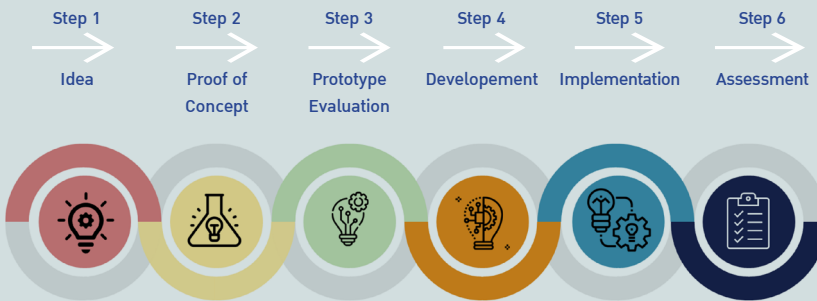 Step 1
Idea
Step 2
Proof of
Concept
Step 3
Prototype
Evaluation
Step 4
Developement
Step 5
Implementation
Step 6
Assessment